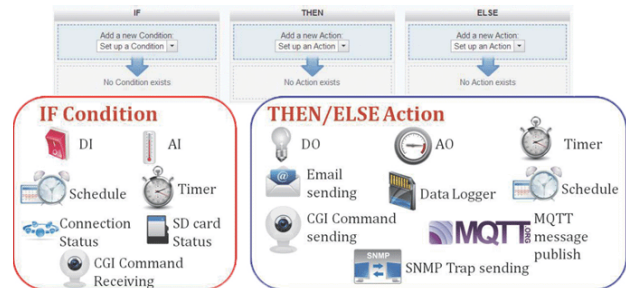 IF
THEN
ELSE
Add a new Condition:
Set up a Condition
Add a new Action:
Set up an Action
Add a new Action:
Set up an Action
No Condition exists
No Action exists
No Action exists
IF Condition
DI
AI
Schedule
Timer
Connection
Status
SD card
Status
CGI Command
Receiving
THEN/ELSE Action
DO
AO
Timer
Email
sending
Data Logger
Schedule
CGI Command
sending
MQTT.ORG
MQTT
message
publish
SNMP
SNMP Trap sending